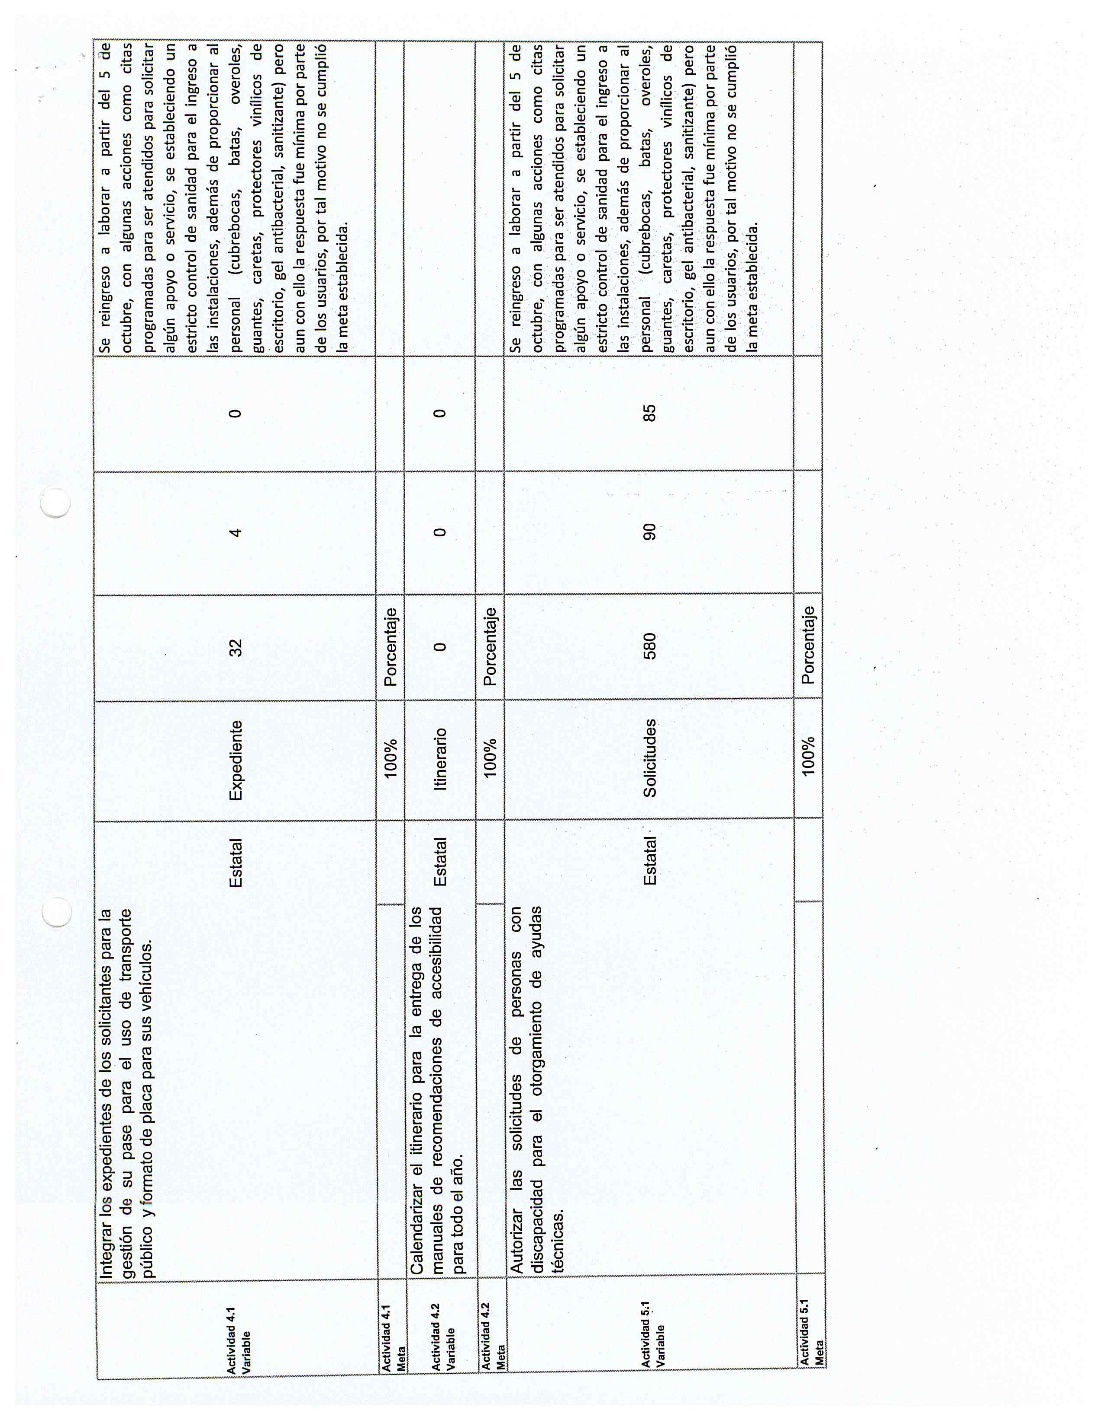 Actividad 4.1
Variable
Integrar los expedientes de los solicitantes para la
gestión de su pase para el uso de transporte
público y formato de placa para sus vehículos.
Estatal
Expediente
32
4
0
Se reingreso a laborar a partir del 5 de
octubre, con algunas acciones como citas
programadas para ser atendidos para solicitar
algún apoyo o servicio, se estableciendo un
estricto control de sanidad para el ingreso a
las instalaciones, además de proporcionar al
personal (cubrebocas, batas, overoles,
guantes, caretas, protectores vinílicos de
escritorio, gel antibacterial, sanitizante) pero
aun con ello la respuesta fue mínima por parte
de los usuarios, por tal motivo no se cumplió
la meta establecida.
Actividad 4.1
Meta
100%
Porcentaje
Actividad 4.2
Variable
Calendarizar el itinerario para la entrega de los
manuales de recomendaciones de accesibilidad
para todo el año.
Estatal
Itinerario
0
0
0
Actividad 4.2
Meta
100%
Porcentaje
Actividad 5.1
Variable
Autorizar las solicitudes de personas con
discapacidad para el otorgamiento de ayudas
técnicas.
Estatal
Solicitudes
580
90
85
Se reingreso a laborar a partir del 5 de
octubre, con algunas acciones como citas
programadas para ser atendidos para solicitar
algún apoyo o servicio, se estableciendo un
estricto control de sanidad para el ingreso a
las instalaciones, además de proporcionar al
personal (cubrebocas, batas, overoles,
guantes, caretas, protectores vinílicos de
escritorio, gel antibacterial, sanitizante) pero
aun con ello la respuesta fue mínima por parte
de los usuarios, por tal motivo no se cumplió
la meta establecida.
Actividad 5.1
Meta
100%
Porcentaje